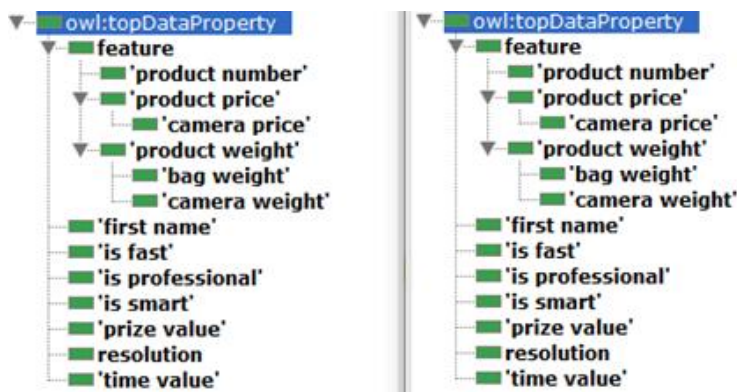 owl:topDataProperty
feature
'product number'
'product price'
'camera price'
'product weight'
'bag weight'
'camera weight'
'first name'
'is fast'
'is professional'
'is smart'
'prize value'
resolution
'time value'
owl:topDataProperty
feature
'product number'
'product price'
'camera price'
'product weight'
'bag weight'
'camera weight'
'first name'
'is fast'
'is professional'
'is smart'
'prize value'
resolution
'time value'